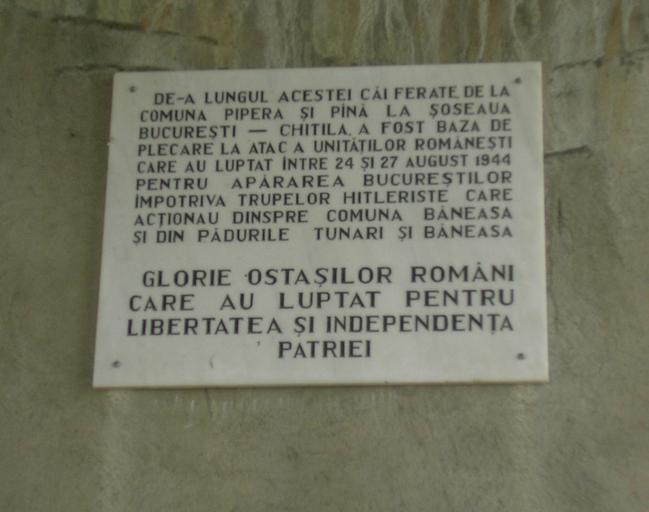 DE-A LUNGUL ACESTEI CĂI FERATE DE LA
COMUNA PIPERA ȘI PÎNĂ LA ȘOSEAUA
BUCUREȘTI — CHITILA, A FOST BAZA DE
PLECARE LA ATAC A UNITĂȚILOR ROMÂNEȘTI
CARE AU LUPTAT ÎNTRE 24 ȘI 27 AUGUST 1944
PENTRU APĂRAREA BUCUREȘTILOR
ÎMPOTRIVA TRUPELOR HITLERISTE CARE
ACȚIONAU DINSPRE COMUNA BĂNEASA
ȘI DIN PĂDURILE TUNARI ȘI BĂNEASA
GLORIE OSTAȘILOR ROMÂNI
CARE AU LUPTAT PENTRU
LIBERTATEA ȘI INDEPENDENȚA
PATRIEI